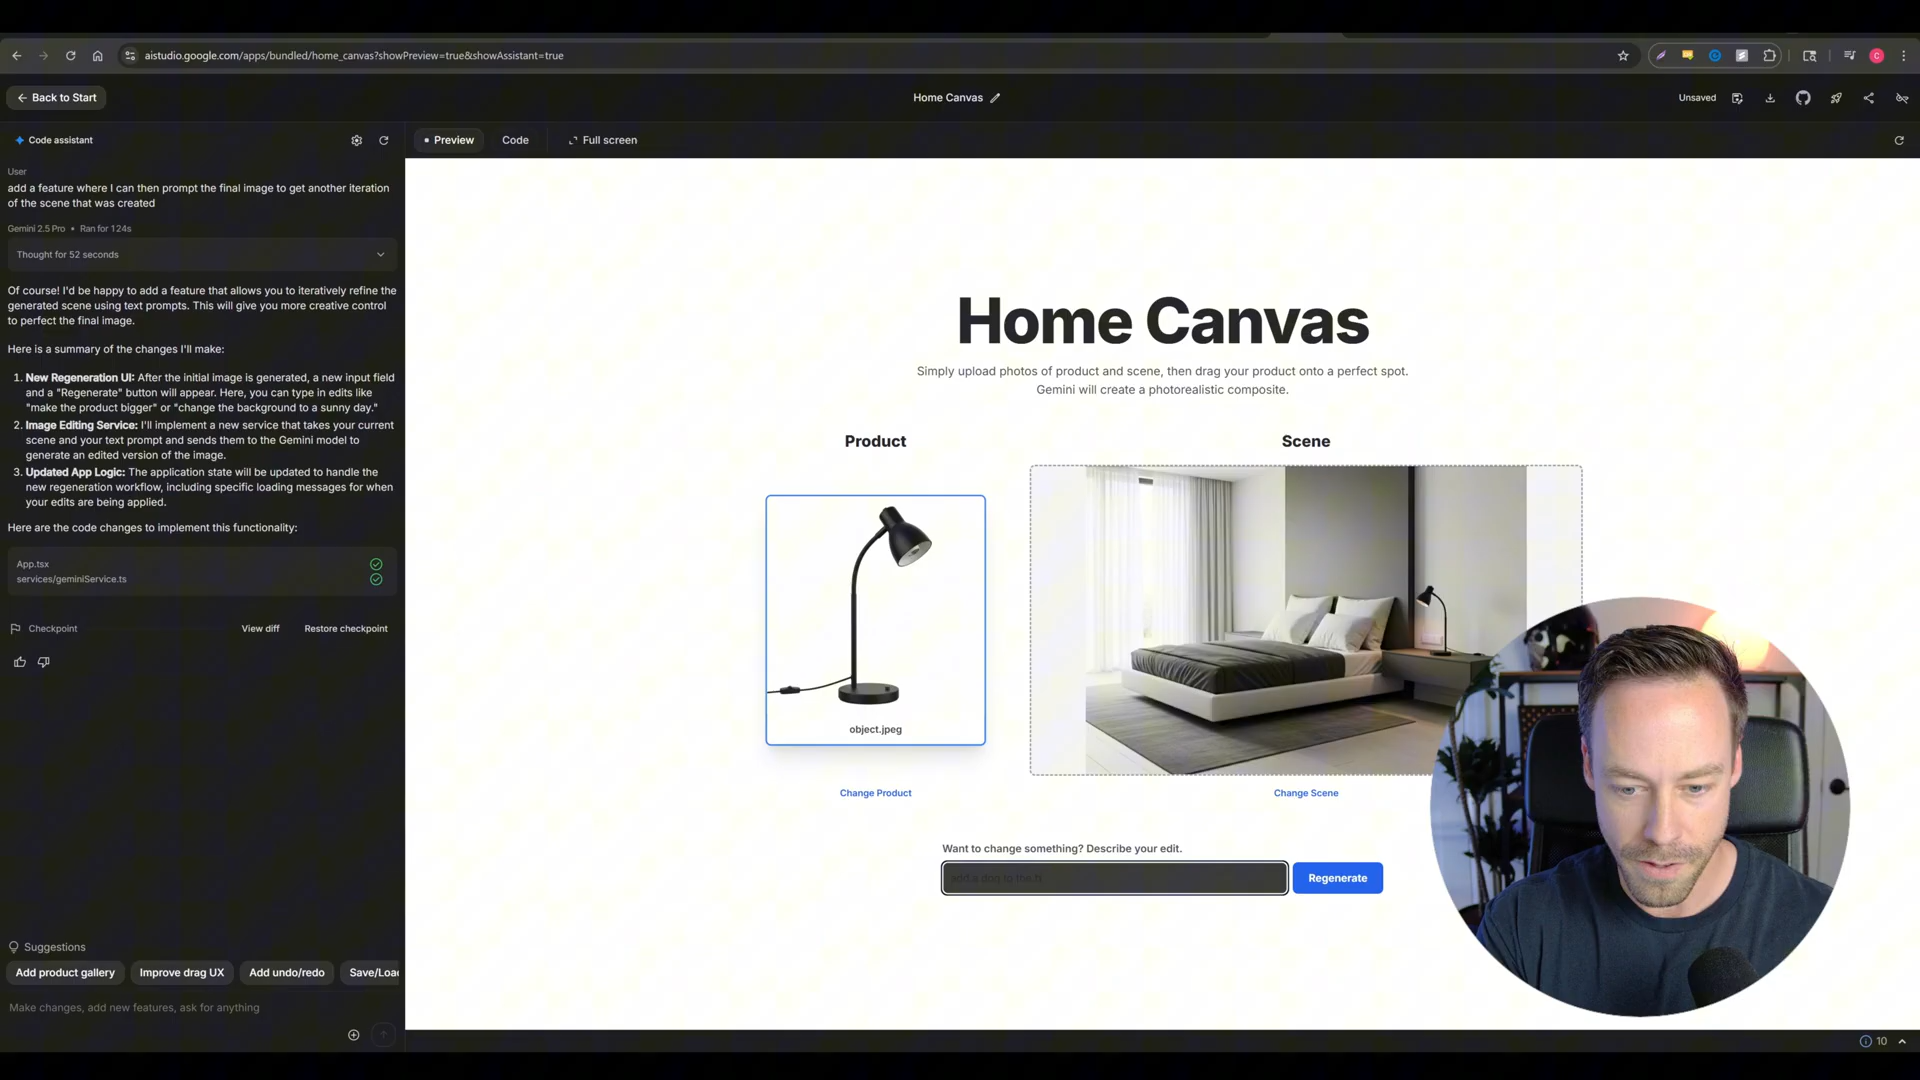 aistudio.google.com/apps/bundled/home_canvas?showPreview=true&showAssistant=true
Back to Start
Home Canvas
Unsaved
Code assistant
Preview
Code
Full screen
User
add a feature where I can then prompt the final image to get another iteration
of the scene that was created
Gemini 2.5 Pro • Ran for 124s
Thought for 52 seconds
Of course! I'd be happy to add a feature that allows you to iteratively refine the
generated scene using text prompts. This will give you more creative control
to perfect the final image.
Here is a summary of the changes I'll make:
1. New Regeneration UI: After the initial image is generated, a new input field
and a "Regenerate" button will appear. Here, you can type in edits like
"make the product bigger" or "change the background to a sunny day."
2. Image Editing Service: I'll implement a new service that takes your current
scene and your text prompt and sends them to the Gemini model to
generate an edited version of the image.
3. Updated App Logic: The application state will be updated to handle the
new regeneration workflow, including specific loading messages for when
your edits are being applied.
Here are the code changes to implement this functionality:
App.tsx
services/geminiService.ts
Checkpoint
View diff
Restore checkpoint
Suggestions
Add product gallery
Improve drag UX
Add undo/redo
Save/Load
Make changes, add new features, ask for anything
Home Canvas
Simply upload photos of product and scene, then drag your product onto a perfect spot.
Gemini will create a photorealistic composite.
Product
Scene
object.jpeg
Change Product
Change Scene
Want to change something? Describe your edit.
add a dog to the
Regenerate
10